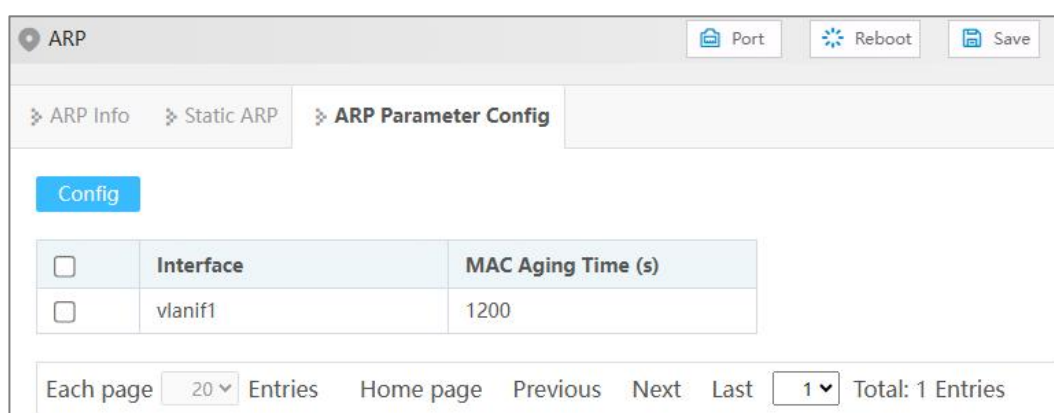 ARP Port Reboot Save
ARP Info Static ARP ARP Parameter Config
Config
Interface MAC Aging Time (s)
vlanif1 1200
Each page 20 Entries Home page Previous Next Last 1 Total: 1 Entries